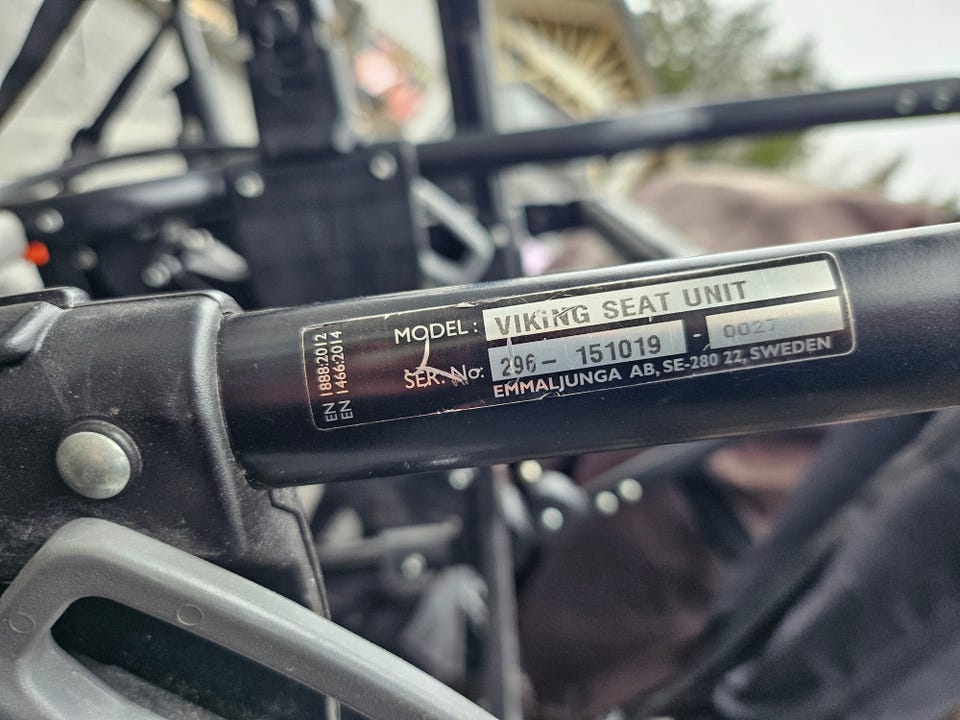 EN 1888:2012
EN 1466:2014
MODEL: VIKING SEAT UNIT
SER. No: 296- 151019 - 0027
EMMALJUNGA AB, SE-280 22, SWEDEN